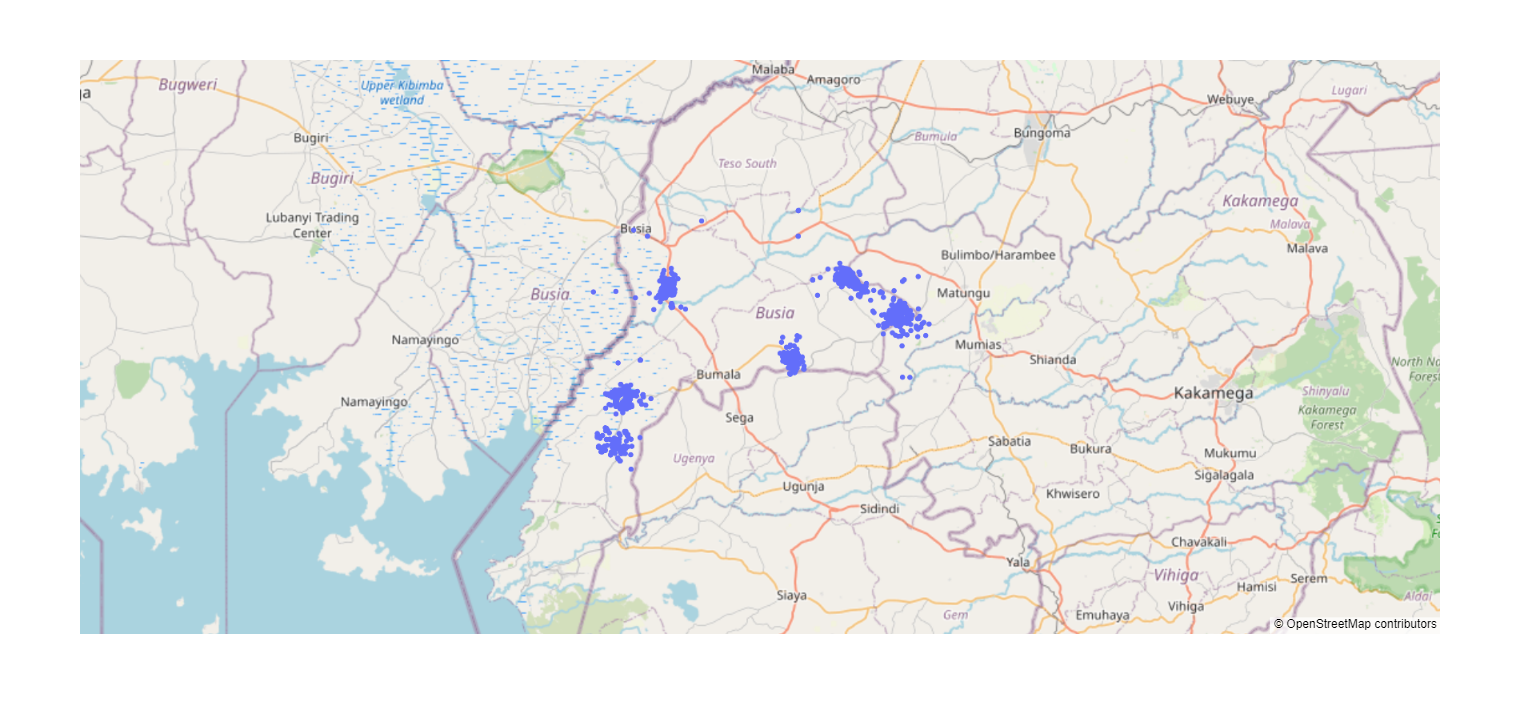 Malaba
Amagoro
Bugweri
Upper Kibimba
wetland
Lugari
ga
Webuye
Bungoma
Bugiri
Bumula
Teso South
Bugiri
Kakamega
Lubanyi Trading
Center
Malava
Busia
Malava
Bulimbo/Harambee
Busia
Matungu
Busia
Namayingo
Mumias
Shianda
North Na
Forest
Bumala
Kakamega
Shinyalu
Namayingo
Kakamega
Forest
Sega
Sabatia
Bukura
Mukumu
Ugenya
Sigalagala
Ugunja
Khwisero
Sidindi
Chavakali
Yala
Vihiga
Serem
Hamisi
Siaya
Aldai
Vihiga
Gem
Emuhaya
© OpenStreetMap contributors